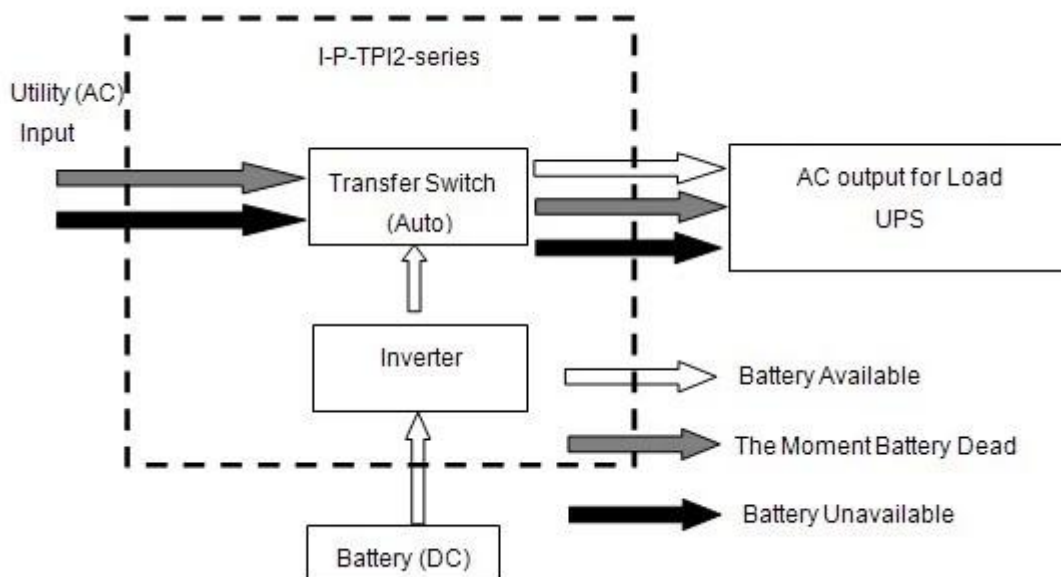 I-P-TPI2-series
Utility (AC)
Input
Transfer Switch
(Auto)
AC output for Load
UPS
Inverter
Battery Available
The Moment Battery Dead
Battery Unavailable
Battery (DC)